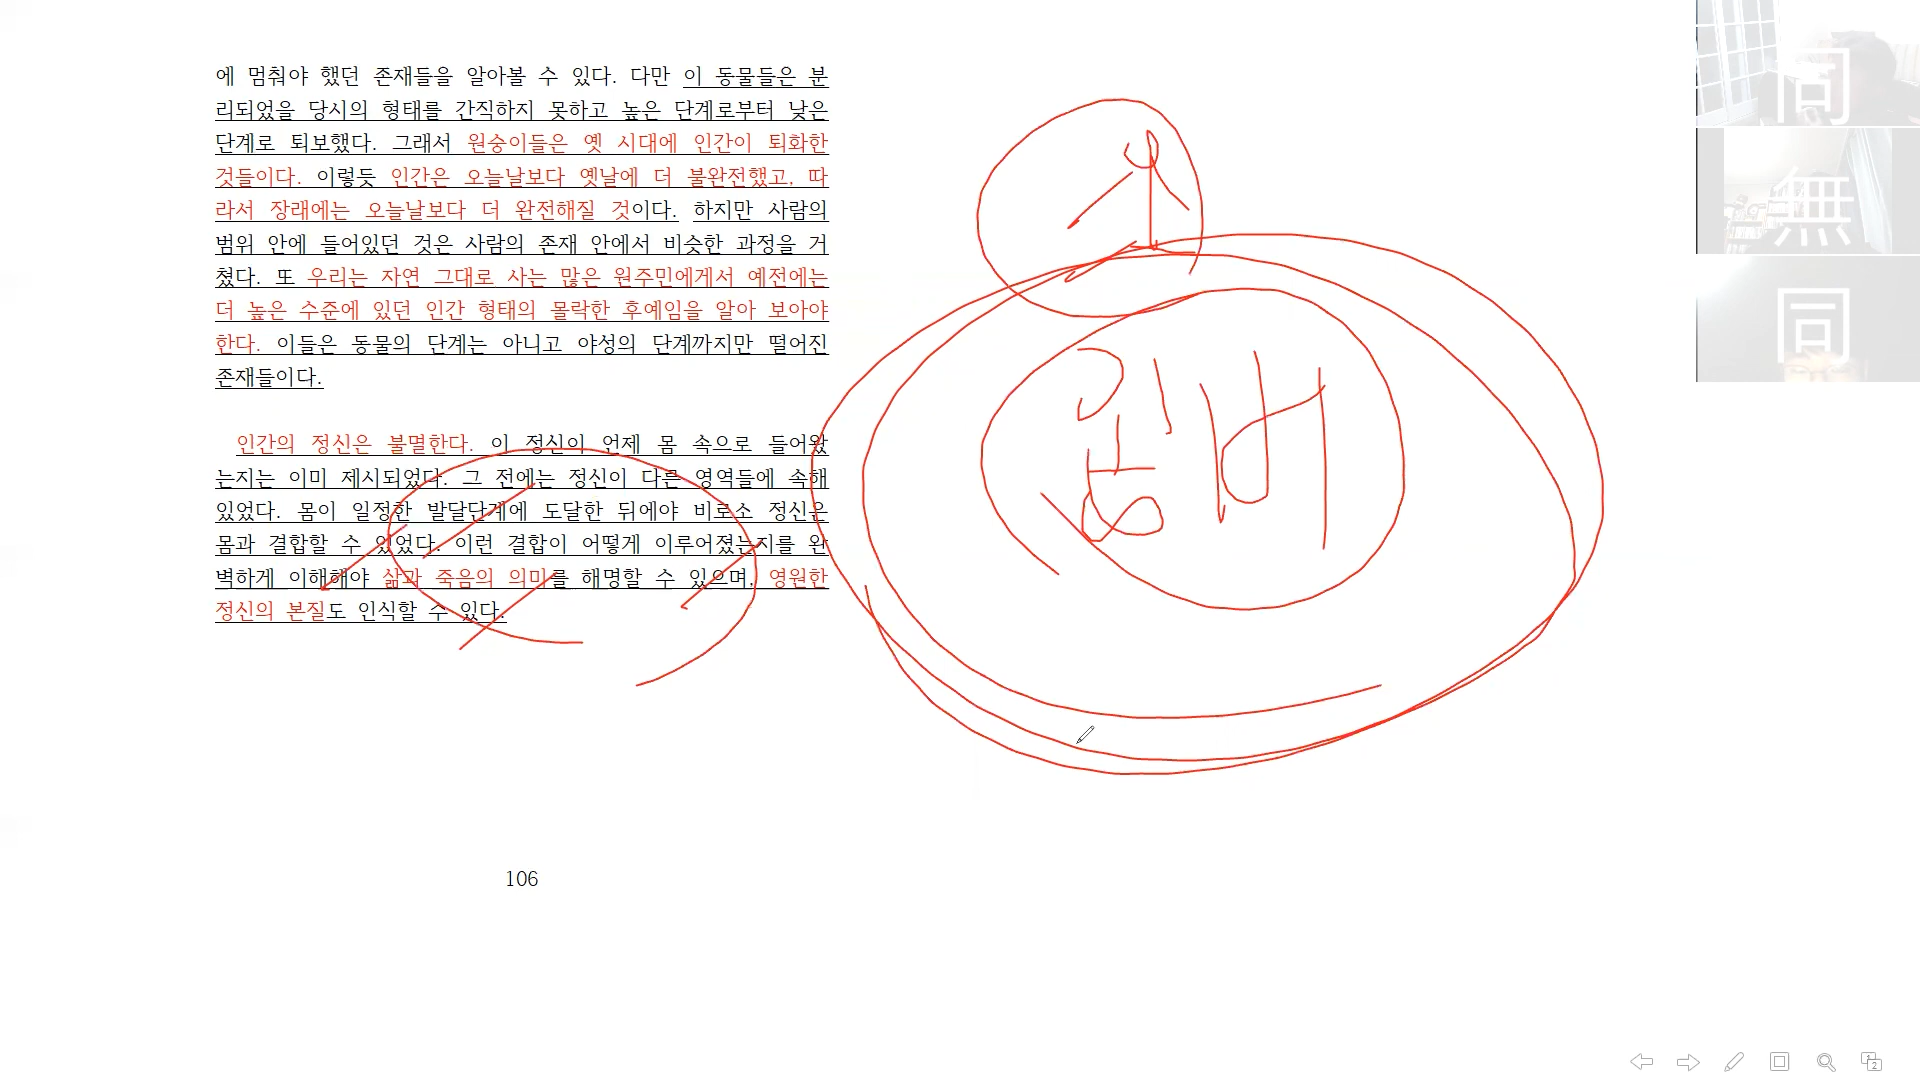 에 멈춰야 했던 존재들을 알아볼 수 있다. 다만 이 동물들은 분
리되었을 당시의 형태를 간직하지 못하고 높은 단계로부터 낮은
단계로 퇴보했다. 그래서 원숭이들은 옛 시대에 인간이 퇴화한
것들이다. 이렇듯 인간은 오늘날보다 옛날에 더 불완전했고, 따
라서 장래에는 오늘날보다 더 완전해질 것이다. 하지만 사람의
범위 안에 들어있던 것은 사람의 존재 안에서 비슷한 과정을 거
쳤다. 또 우리는 자연 그대로 사는 많은 원주민에게서 예전에는
더 높은 수준에 있던 인간 형태의 몰락한 후예임을 알아 보아야
한다. 이들은 동물의 단계는 아니고 야성의 단계까지만 떨어진
존재들이다.
인간의 정신은 불멸한다. 이 정신이 언제 몸 속으로 들어왔
는지는 이미 제시되었다. 그 전에는 정신이 다른 영역들에 속해
있었다. 몸이 일정한 발달단계에 도달한 뒤에야 비로소 정신은
몸과 결합할 수 있었다. 이런 결합이 어떻게 이루어졌는지를 완
벽하게 이해해야 삶과 죽음의 의미를 해명할 수 있으며, 영원한
정신의 본질도 인식할 수 있다.
106
同
無
同